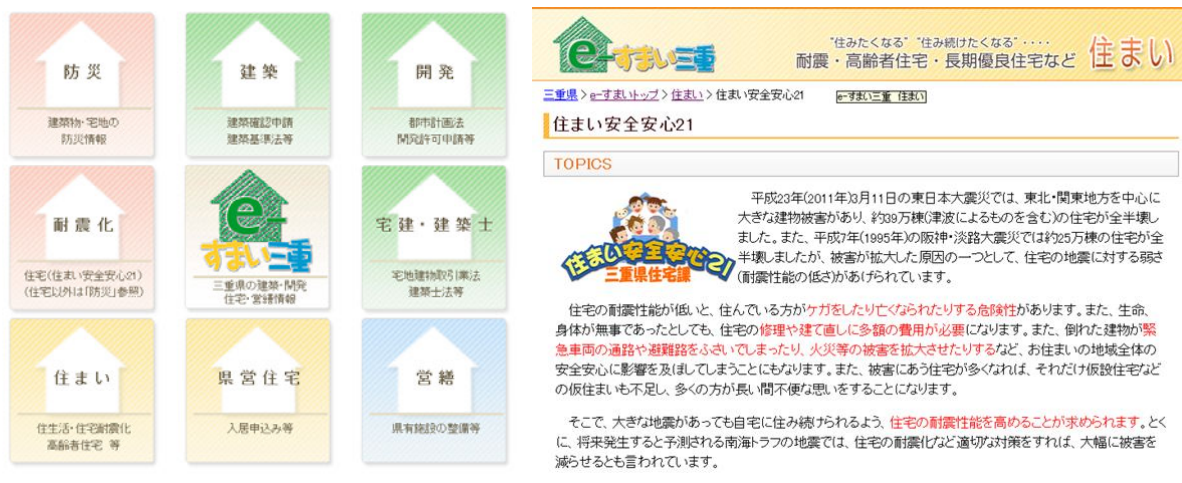 防災
建築物・宅地の
防災情報
建築
建築確認申請
建築基準法等
開発
都市計画法
開発許可申請等
耐震化
住宅(住まい安全安心21)
(住宅以外は「防災」参照)
e-
すまい三重
三重県の建築・開発
住宅・営繕情報
宅建・建築士
宅地建物取引業法
建築士法等
住まい
住生活・住宅耐震化
高齢者住宅 等
県営住宅
入居申込み等
営繕
県有施設の整備等
e-すまい三重
"住みたくなる" "住み続けたくなる"・・・・
耐震・高齢者住宅・長期優良住宅など 住まい
三重県 > e-すまいトップ > 住まい > 住まい安全安心21
e-すまい三重 住まい
住まい安全安心21
TOPICS
住まい安全安心21
三重県住宅課
平成23年(2011年)3月11日の東日本大震災では、東北・関東地方を中心に
大きな建物被害があり、約39万棟(津波によるものを含む)の住宅が全半壊し
ました。また、平成7年(1995年)の阪神・淡路大震災では約25万棟の住宅が全
半壊しましたが、被害が拡大した原因の一つとして、住宅の地震に対する弱さ
(耐震性能の低さ)があげられています。
住宅の耐震性能が低いと、住んでいる方がケガをしたり亡くなられたりする危険性があります。また、生命、
身体が無事であったとしても、住宅の修理や建て直しに多額の費用が必要になります。また、倒れた建物が緊
急車両の通路や避難路をふさいでしまったり、火災等の被害を拡大させたりするなど、お住まいの地域全体の
安全安心に影響を及ぼしてしまうことにもなります。また、被害にあう住宅が多くなれば、それだけ仮設住宅など
の仮住まいも不足し、多くの方が長い間不便な思いをすることになります。
そこで、大きな地震があっても自宅に住み続けられるよう、住宅の耐震性能を高めることが求められます。とく
に、将来発生すると予測される南海トラフの地震では、住宅の耐震化など適切な対策をすれば、大幅に被害を
減らせるとも言われています。